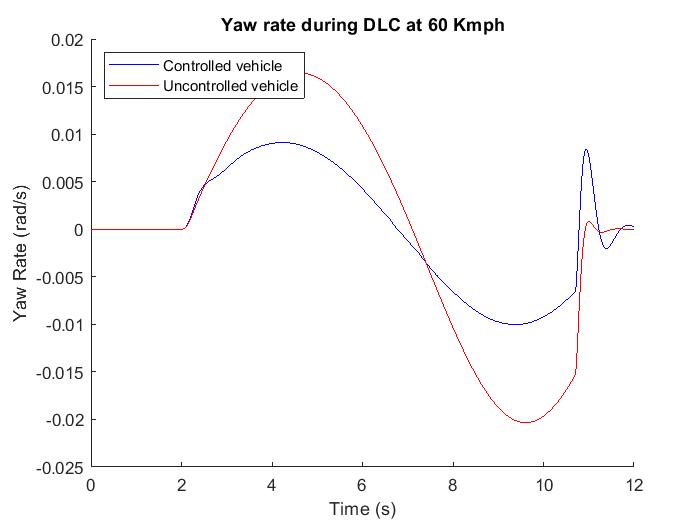 Yaw rate during DLC at 60 Kmph
0.02
0.015
0.01
0.005
0
-0.005
-0.01
-0.015
-0.02
-0.025
Yaw Rate (rad/s)
Controlled vehicle
Uncontrolled vehicle
0 2 4 6 8 10 12
Time (s)